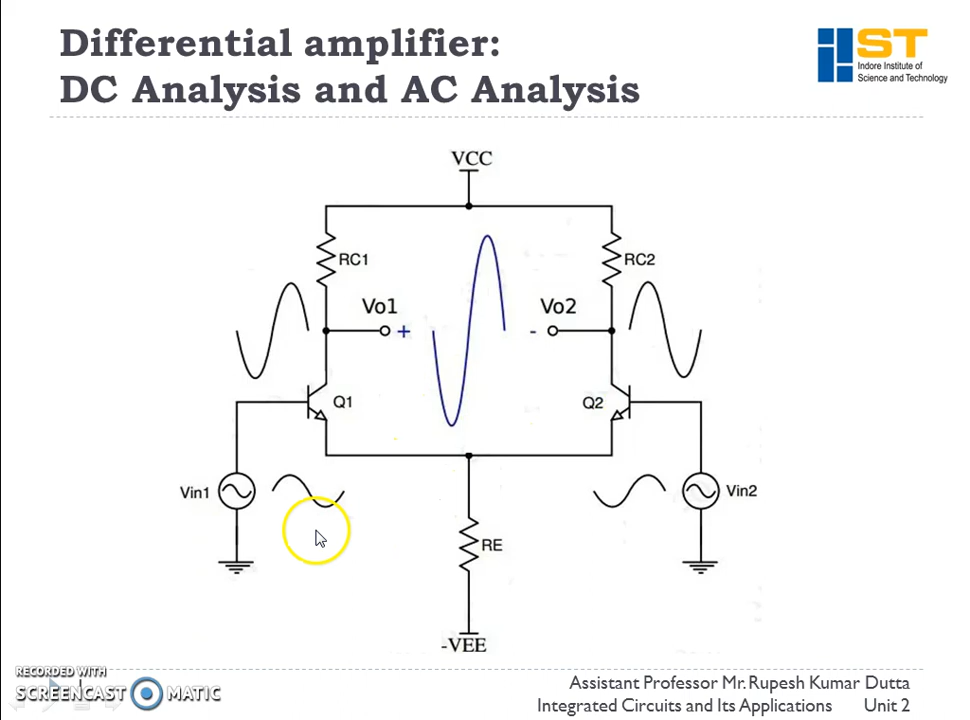 Differential amplifier:
DC Analysis and AC Analysis
IIST
Indore Institute of
Science and Technology
VCC
RC1
RC2
Vo1
Vo2
+
-
Q1
Q2
Vin1
Vin2
RE
-VEE
RECORDED WITH
SCREENCAST MATIC
Assistant Professor Mr. Rupesh Kumar Dutta
Integrated Circuits and Its Applications Unit 2